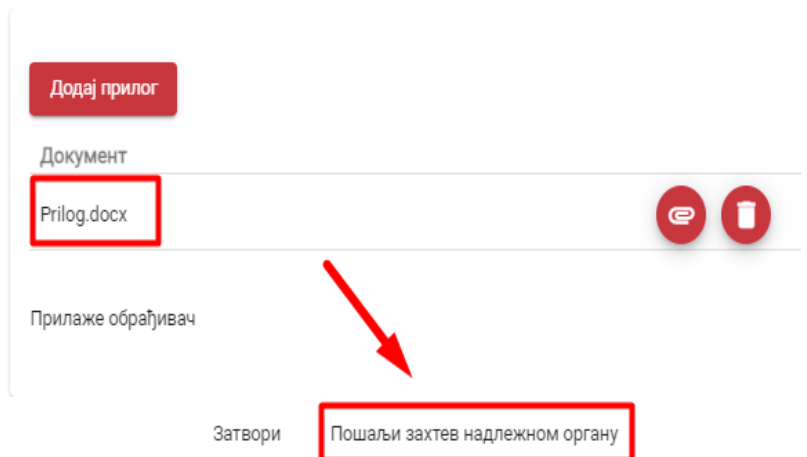 Додај прилог
Документ
Prilog.docx
Прилаже обрађивач
Затвори Пошаљи захтев надлежном органу